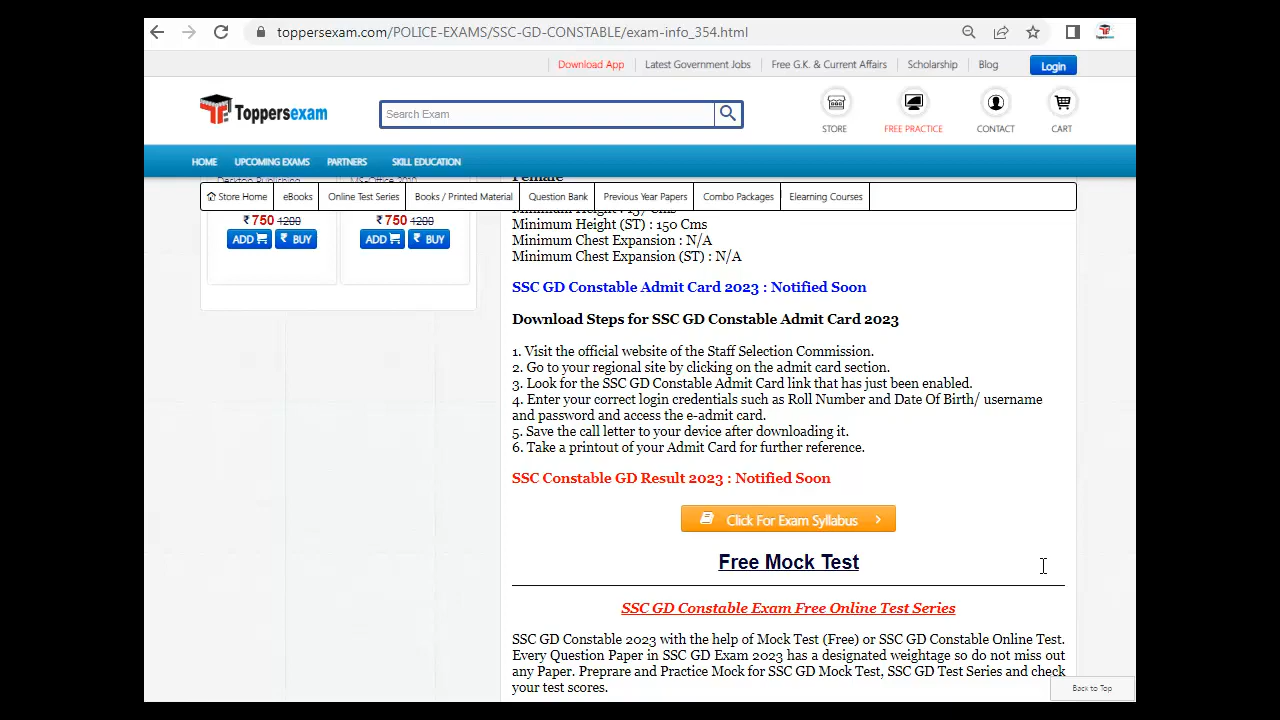 toppersexam.com/POLICE-EXAMS/SSC-GD-CONSTABLE/exam-info_354.html
Download App Latest Government Jobs Free G.K. & Current Affairs Scholarship Blog Login
Toppersexam
Search Exam
STORE FREE PRACTICE CONTACT CART
HOME UPCOMING EXAMS PARTNERS SKILL EDUCATION
Desktop Publishing MS-Office 2010
Female
Store Home eBooks Online Test Series Books / Printed Material Question Bank Previous Year Papers Combo Packages Elearning Courses
₹ 750 1200 ₹ 750 1200
ADD ₹ BUY ADD ₹ BUY
Minimum Height : 157 Cms
Minimum Height (ST) : 150 Cms
Minimum Chest Expansion : N/A
Minimum Chest Expansion (ST) : N/A
SSC GD Constable Admit Card 2023 : Notified Soon
Download Steps for SSC GD Constable Admit Card 2023
1. Visit the official website of the Staff Selection Commission.
2. Go to your regional site by clicking on the admit card section.
3. Look for the SSC GD Constable Admit Card link that has just been enabled.
4. Enter your correct login credentials such as Roll Number and Date Of Birth/ username
and password and access the e-admit card.
5. Save the call letter to your device after downloading it.
6. Take a printout of your Admit Card for further reference.
SSC Constable GD Result 2023 : Notified Soon
Click For Exam Syllabus
Free Mock Test
SSC GD Constable Exam Free Online Test Series
SSC GD Constable 2023 with the help of Mock Test (Free) or SSC GD Constable Online Test.
Every Question Paper in SSC GD Exam 2023 has a designated weightage so do not miss out
any Paper. Preprare and Practice Mock for SSC GD Mock Test, SSC GD Test Series and check
your test scores.
Back to Top